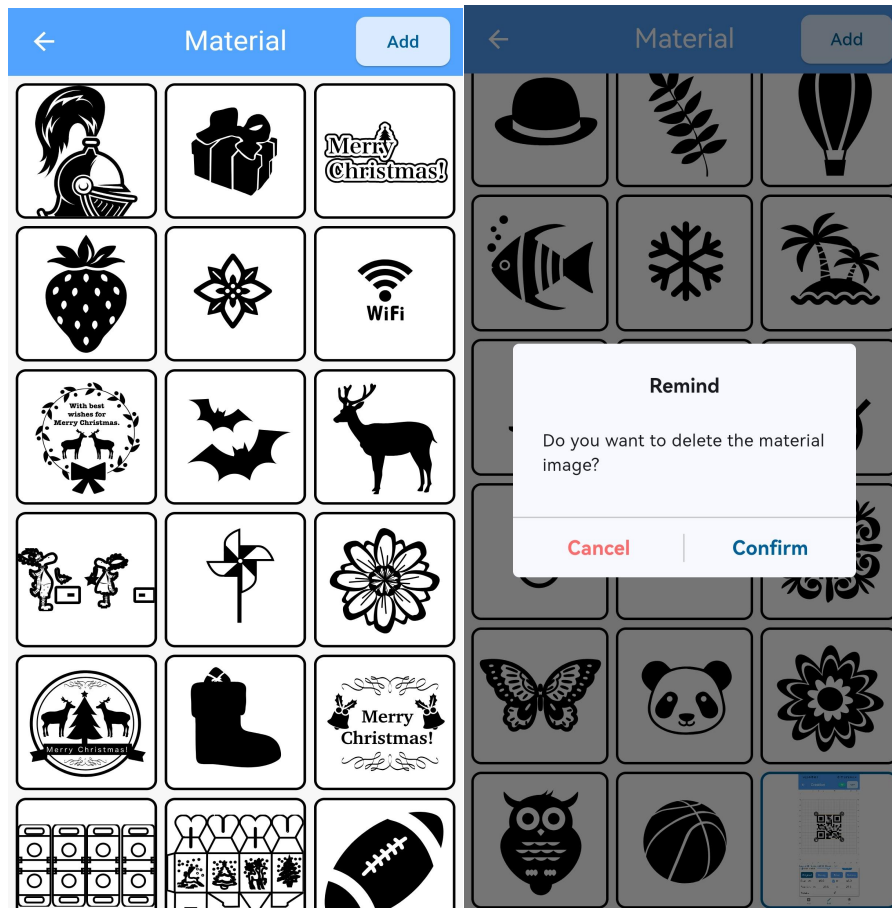 Material
Add
Merry
Christmas!
WiFi
With best
wishes for
Merry Christmas.
Merry Christmas!
Merry
Christmas!
Material
Add
Remind
Do you want to delete the material
image?
Cancel
Confirm